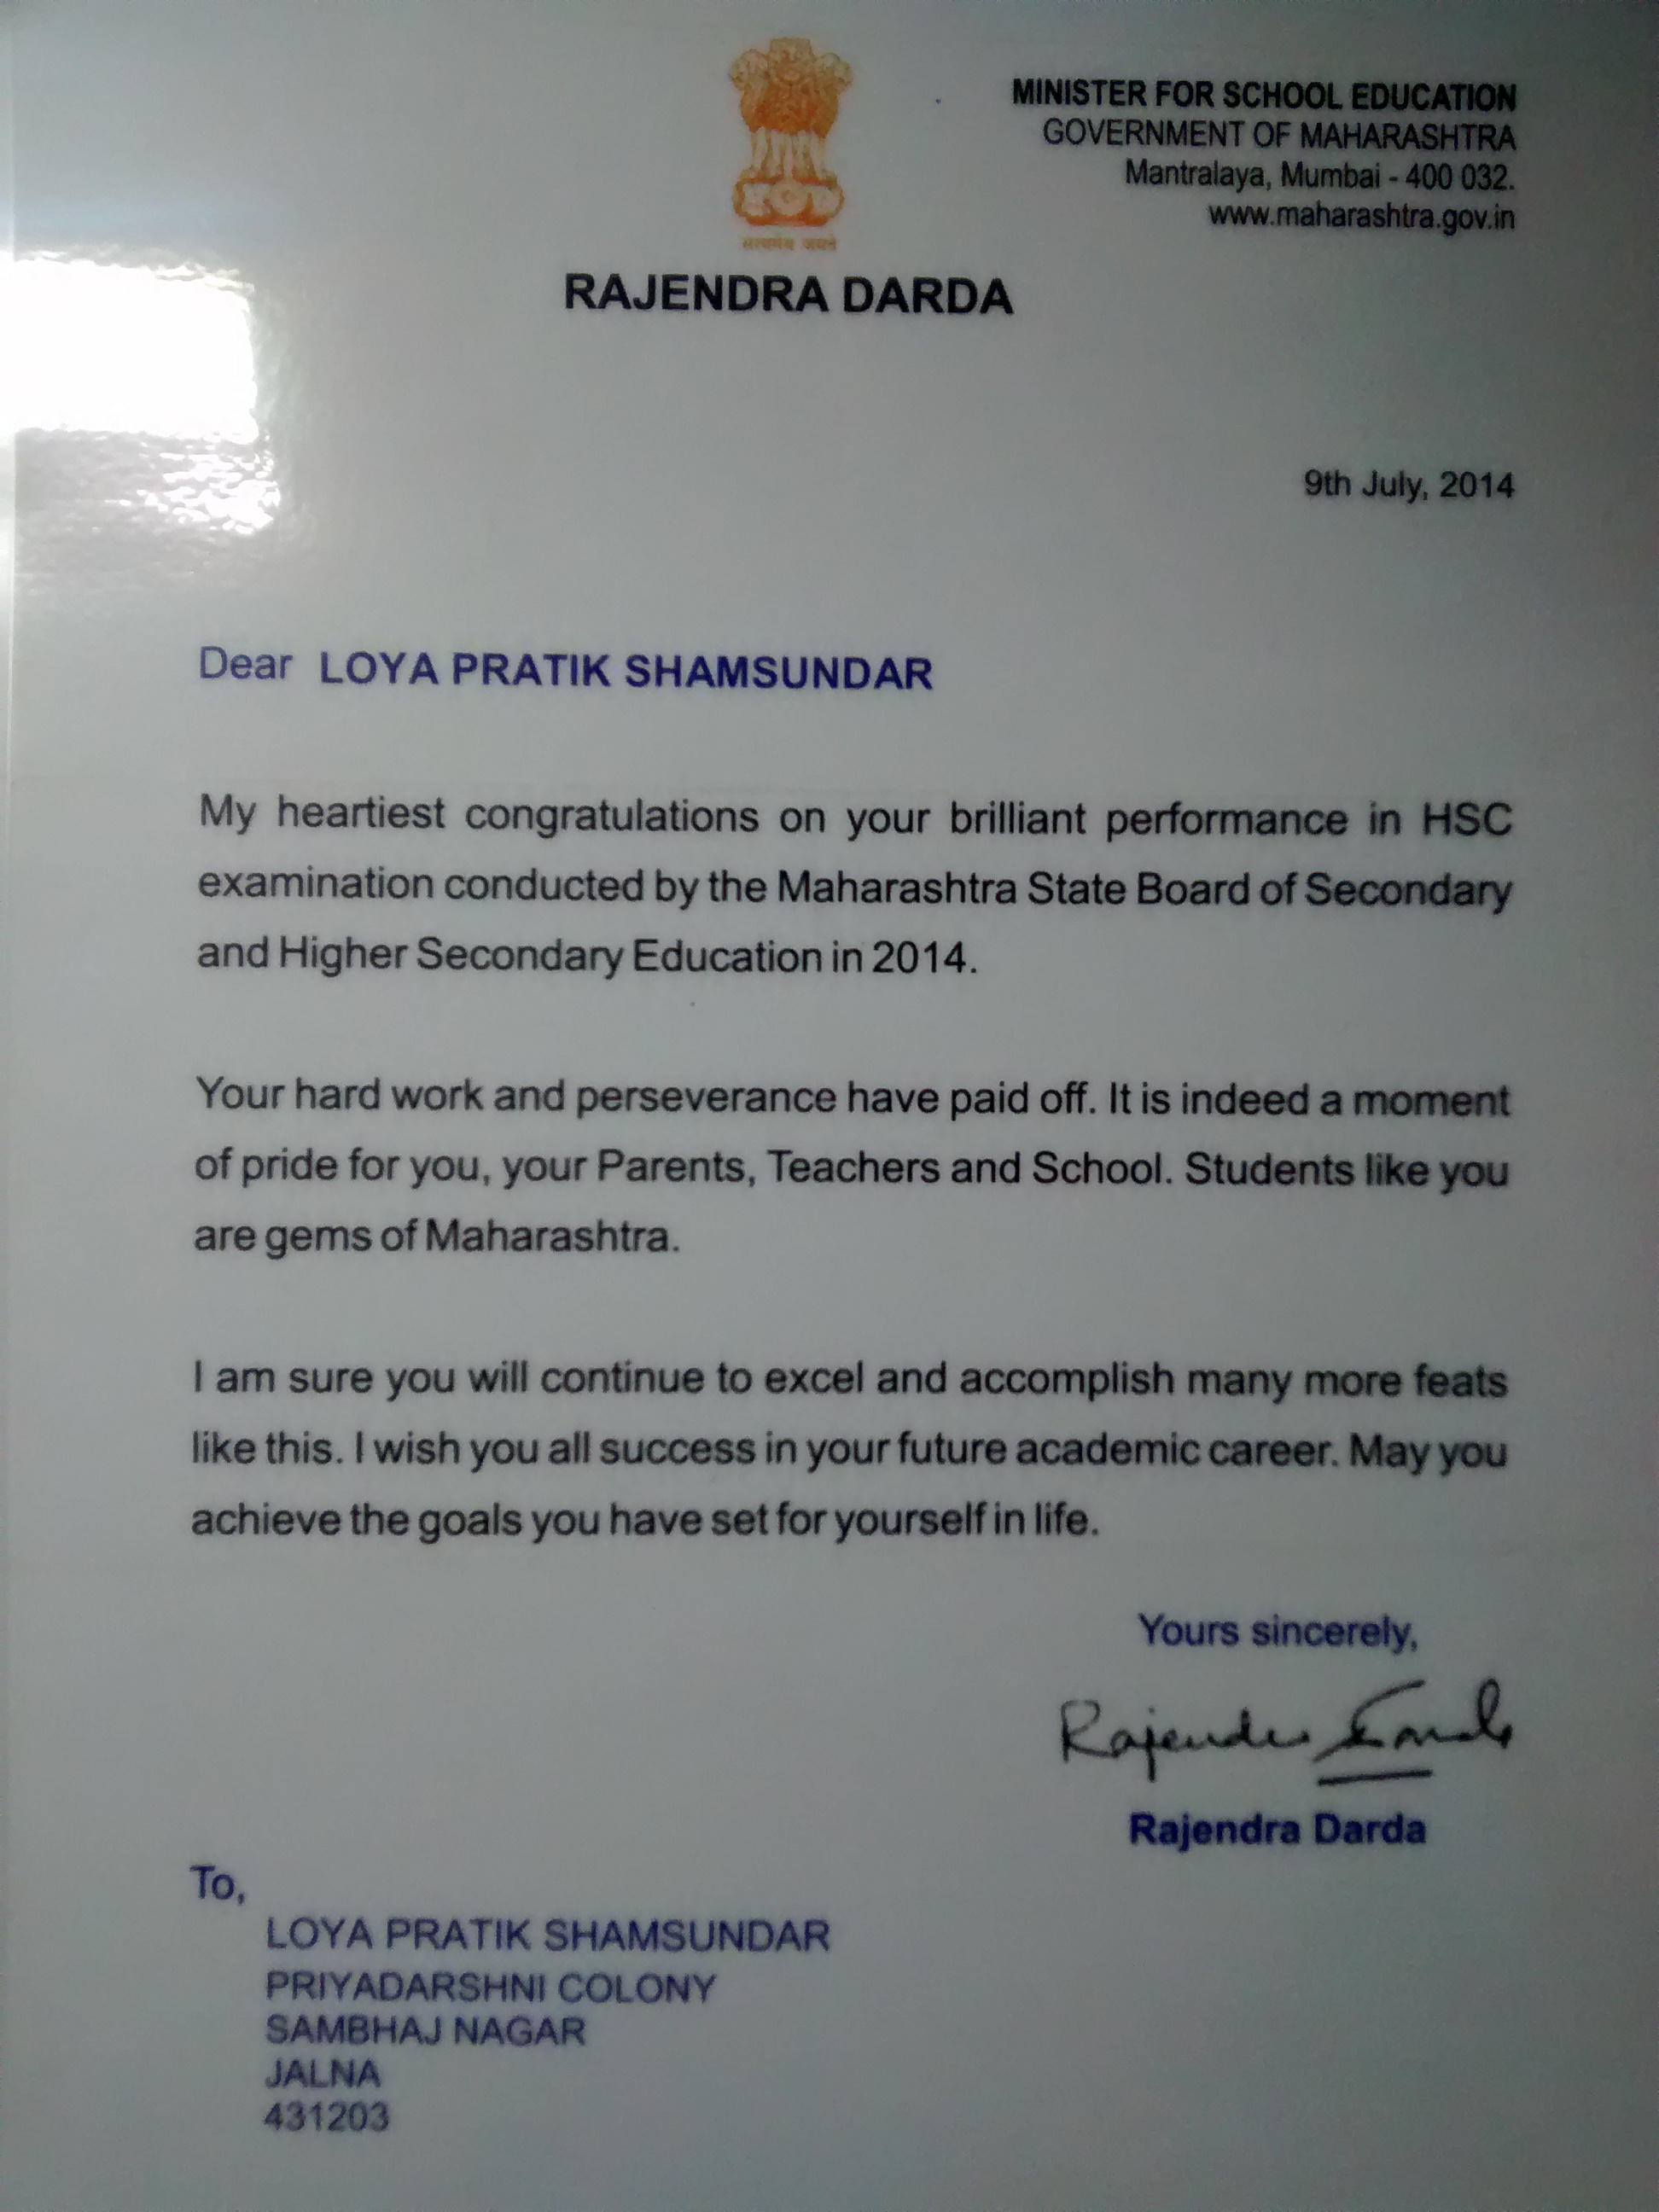 सत्यमेव जयते
MINISTER FOR SCHOOL EDUCATION
GOVERNMENT OF MAHARASHTRA
Mantralaya, Mumbai - 400 032.
www.maharashtra.gov.in
RAJENDRA DARDA
9th July, 2014
Dear LOYA PRATIK SHAMSUNDAR
My heartiest congratulations on your brilliant performance in HSC
examination conducted by the Maharashtra State Board of Secondary
and Higher Secondary Education in 2014.
Your hard work and perseverance have paid off. It is indeed a moment
of pride for you, your Parents, Teachers and School. Students like you
are gems of Maharashtra.
I am sure you will continue to excel and accomplish many more feats
like this. I wish you all success in your future academic career. May you
achieve the goals you have set for yourself in life.
Yours sincerely,
Rajendra Darda
Rajendra Darda
To,
LOYA PRATIK SHAMSUNDAR
PRIYADARSHNI COLONY
SAMBHAJ NAGAR
JALNA
431203